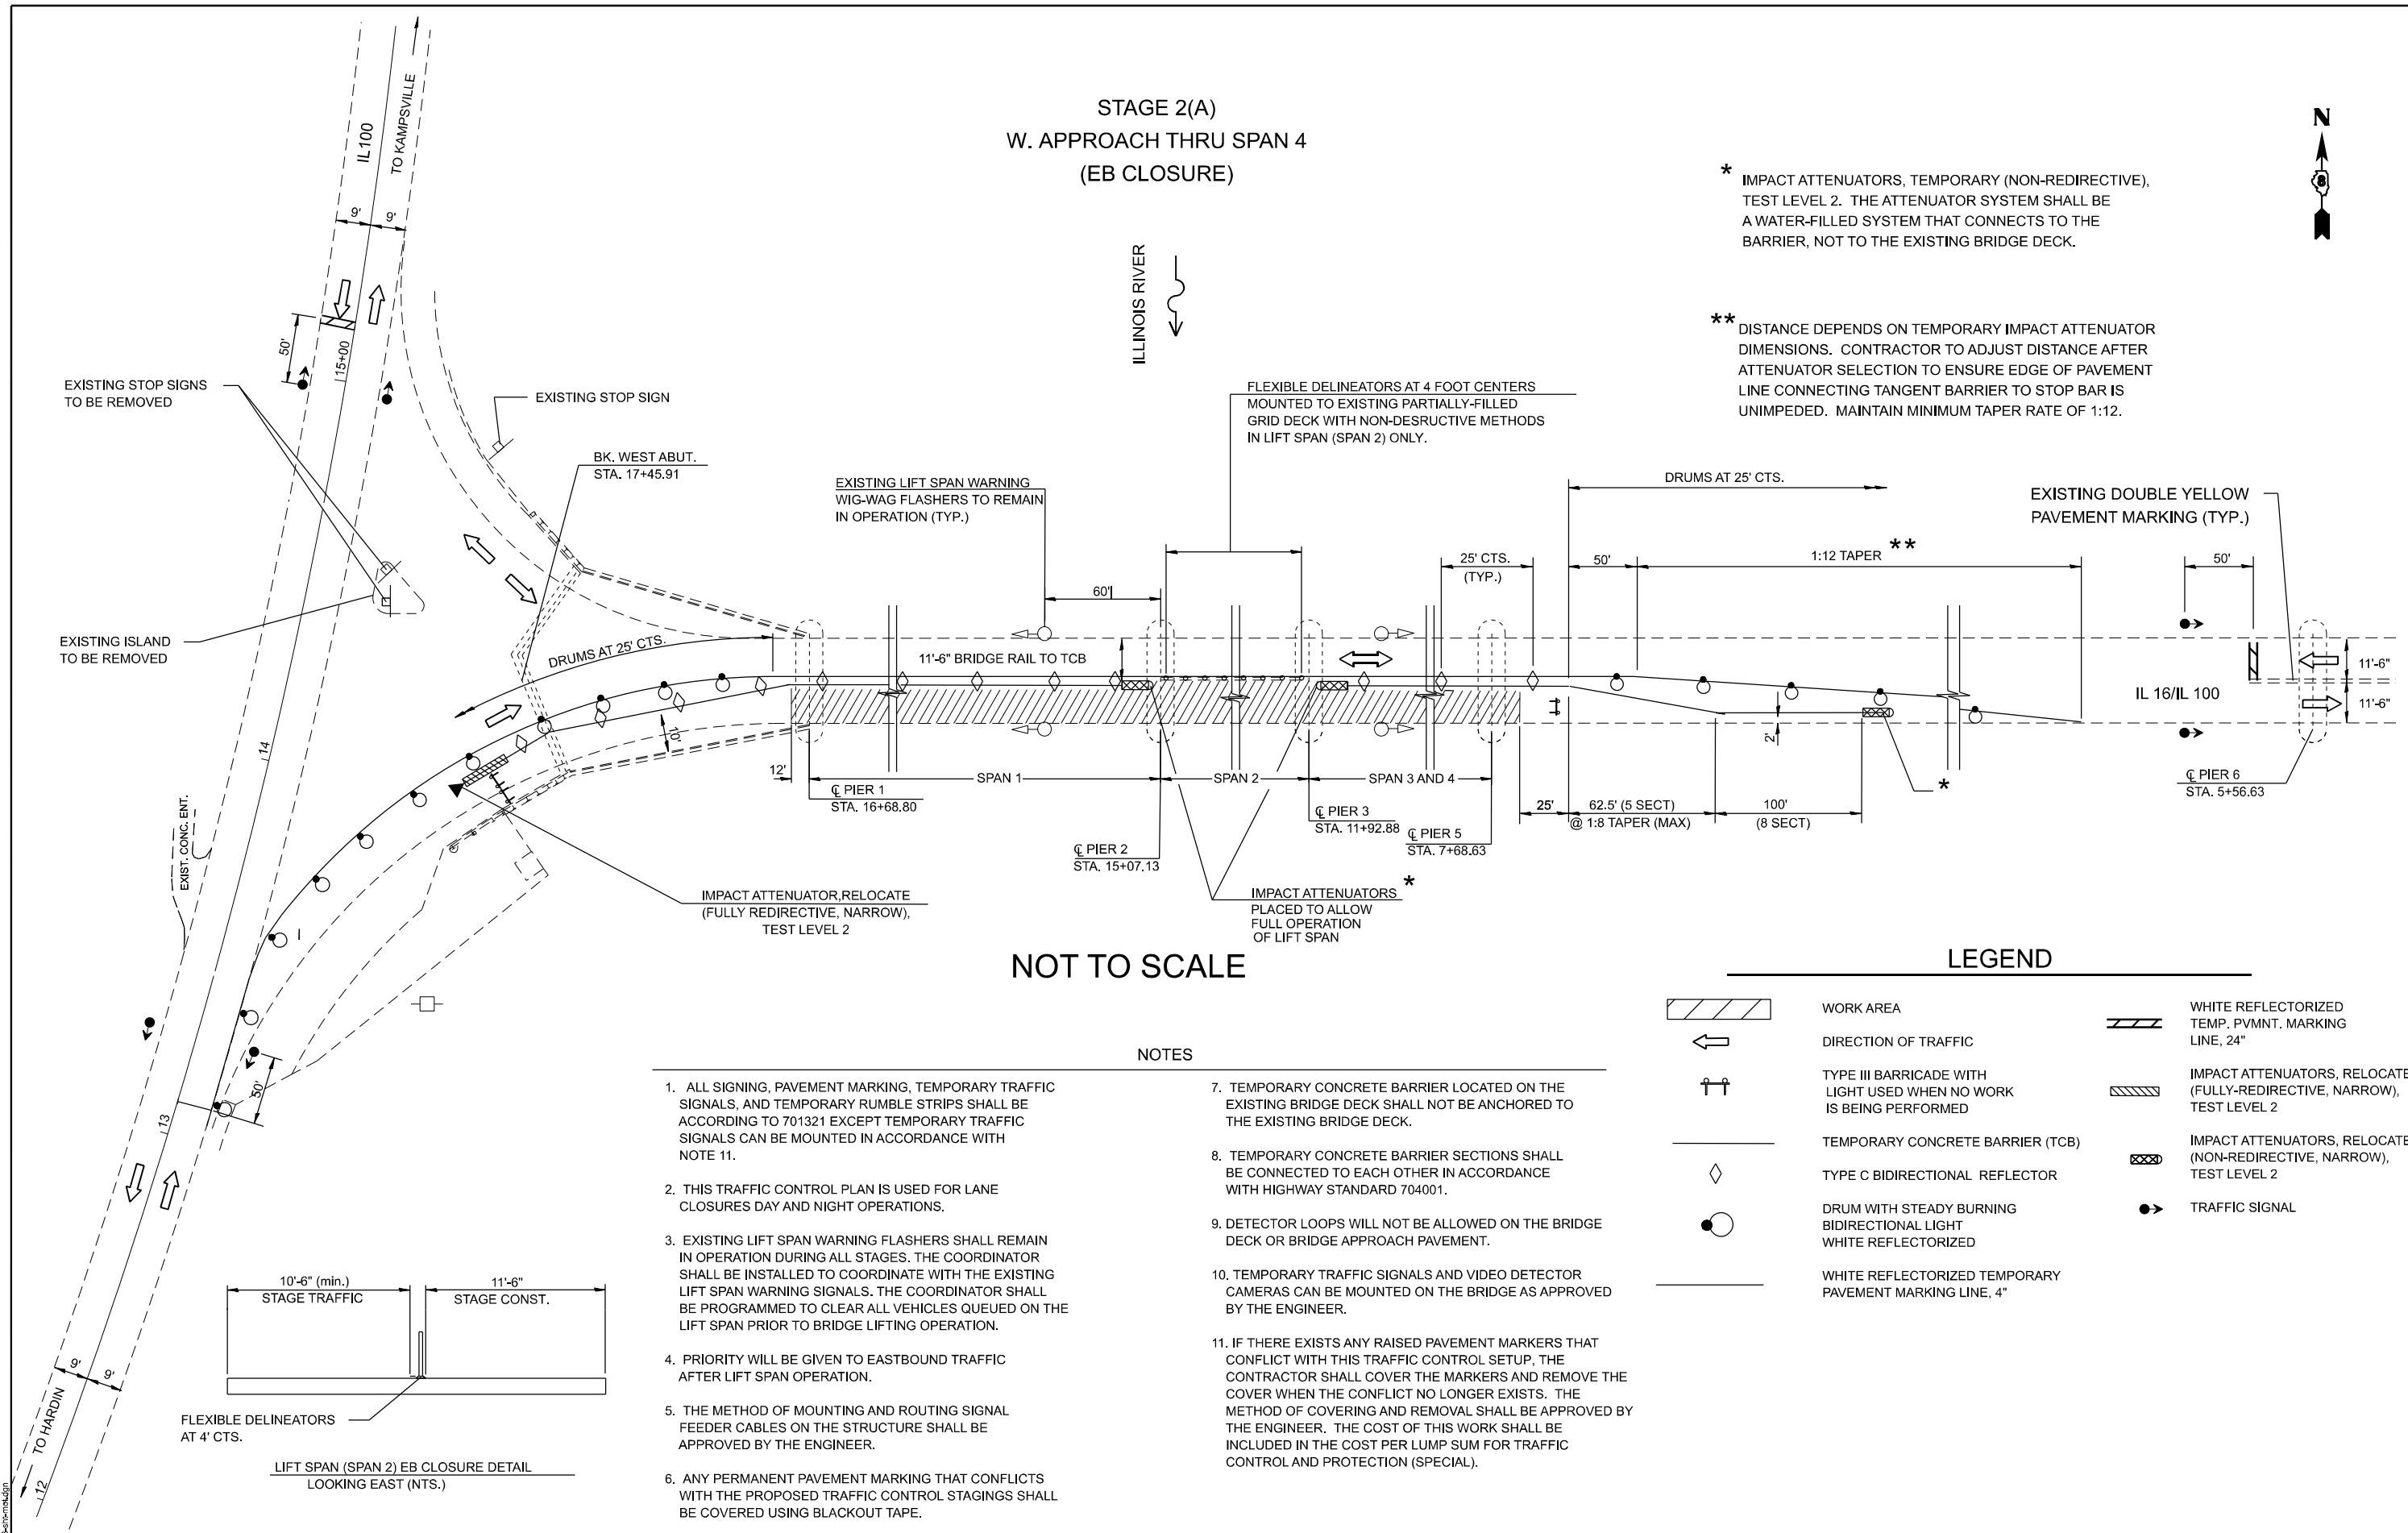 STAGE 2(A)
W. APPROACH THRU SPAN 4
(EB CLOSURE)
N
8
* IMPACT ATTENUATORS, TEMPORARY (NON-REDIRECTIVE),
TEST LEVEL 2. THE ATTENUATOR SYSTEM SHALL BE
A WATER-FILLED SYSTEM THAT CONNECTS TO THE
BARRIER, NOT TO THE EXISTING BRIDGE DECK.
** DISTANCE DEPENDS ON TEMPORARY IMPACT ATTENUATOR
DIMENSIONS. CONTRACTOR TO ADJUST DISTANCE AFTER
ATTENUATOR SELECTION TO ENSURE EDGE OF PAVEMENT
LINE CONNECTING TANGENT BARRIER TO STOP BAR IS
UNIMPEDED. MAINTAIN MINIMUM TAPER RATE OF 1:12.
IL100
TO KAMPSVILLE
9'
9'
50'
15+00
ILLINOIS RIVER
EXISTING STOP SIGNS
TO BE REMOVED
EXISTING STOP SIGN
BK. WEST ABUT.
STA. 17+45.91
EXISTING LIFT SPAN WARNING
WIG-WAG FLASHERS TO REMAIN
IN OPERATION (TYP.)
FLEXIBLE DELINEATORS AT 4 FOOT CENTERS
MOUNTED TO EXISTING PARTIALLY-FILLED
GRID DECK WITH NON-DESRUCTIVE METHODS
IN LIFT SPAN (SPAN 2) ONLY.
DRUMS AT 25' CTS.
EXISTING DOUBLE YELLOW
PAVEMENT MARKING (TYP.)
25' CTS.
(TYP.)
50'
1:12 TAPER **
50'
60'
EXISTING ISLAND
TO BE REMOVED
DRUMS AT 25' CTS.
11'-6" BRIDGE RAIL TO TCB
11'-6"
IL 16/IL 100
11'-6"
14
10'
2'
12'
SPAN 1
SPAN 2
SPAN 3 AND 4
℄ PIER 1
STA. 16+68.80
℄ PIER 2
STA. 15+07.13
℄ PIER 3
STA. 11+92.88
℄ PIER 5
STA. 7+68.63
25'
62.5' (5 SECT)
@ 1:8 TAPER (MAX)
100'
(8 SECT)
*
℄ PIER 6
STA. 5+56.63
EXIST. CONC. ENT.
IMPACT ATTENUATOR,RELOCATE
(FULLY REDIRECTIVE, NARROW),
TEST LEVEL 2
IMPACT ATTENUATORS *
PLACED TO ALLOW
FULL OPERATION
OF LIFT SPAN
NOT TO SCALE
50'
13
9'
9'
TO HARDIN
12
10'-6" (min.)
STAGE TRAFFIC
11'-6"
STAGE CONST.
FLEXIBLE DELINEATORS
AT 4' CTS.
LIFT SPAN (SPAN 2) EB CLOSURE DETAIL
LOOKING EAST (NTS.)
NOTES
1. ALL SIGNING, PAVEMENT MARKING, TEMPORARY TRAFFIC
SIGNALS, AND TEMPORARY RUMBLE STRIPS SHALL BE
ACCORDING TO 701321 EXCEPT TEMPORARY TRAFFIC
SIGNALS CAN BE MOUNTED IN ACCORDANCE WITH
NOTE 11.
2. THIS TRAFFIC CONTROL PLAN IS USED FOR LANE
CLOSURES DAY AND NIGHT OPERATIONS.
3. EXISTING LIFT SPAN WARNING FLASHERS SHALL REMAIN
IN OPERATION DURING ALL STAGES. THE COORDINATOR
SHALL BE INSTALLED TO COORDINATE WITH THE EXISTING
LIFT SPAN WARNING SIGNALS. THE COORDINATOR SHALL
BE PROGRAMMED TO CLEAR ALL VEHICLES QUEUED ON THE
LIFT SPAN PRIOR TO BRIDGE LIFTING OPERATION.
4. PRIORITY WILL BE GIVEN TO EASTBOUND TRAFFIC
AFTER LIFT SPAN OPERATION.
5. THE METHOD OF MOUNTING AND ROUTING SIGNAL
FEEDER CABLES ON THE STRUCTURE SHALL BE
APPROVED BY THE ENGINEER.
6. ANY PERMANENT PAVEMENT MARKING THAT CONFLICTS
WITH THE PROPOSED TRAFFIC CONTROL STAGINGS SHALL
BE COVERED USING BLACKOUT TAPE.
7. TEMPORARY CONCRETE BARRIER LOCATED ON THE
EXISTING BRIDGE DECK SHALL NOT BE ANCHORED TO
THE EXISTING BRIDGE DECK.
8. TEMPORARY CONCRETE BARRIER SECTIONS SHALL
BE CONNECTED TO EACH OTHER IN ACCORDANCE
WITH HIGHWAY STANDARD 704001.
9. DETECTOR LOOPS WILL NOT BE ALLOWED ON THE BRIDGE
DECK OR BRIDGE APPROACH PAVEMENT.
10. TEMPORARY TRAFFIC SIGNALS AND VIDEO DETECTOR
CAMERAS CAN BE MOUNTED ON THE BRIDGE AS APPROVED
BY THE ENGINEER.
11. IF THERE EXISTS ANY RAISED PAVEMENT MARKERS THAT
CONFLICT WITH THIS TRAFFIC CONTROL SETUP, THE
CONTRACTOR SHALL COVER THE MARKERS AND REMOVE THE
COVER WHEN THE CONFLICT NO LONGER EXISTS. THE
METHOD OF COVERING AND REMOVAL SHALL BE APPROVED BY
THE ENGINEER. THE COST OF THIS WORK SHALL BE
INCLUDED IN THE COST PER LUMP SUM FOR TRAFFIC
CONTROL AND PROTECTION (SPECIAL).
LEGEND
WORK AREA
DIRECTION OF TRAFFIC
TYPE III BARRICADE WITH
LIGHT USED WHEN NO WORK
IS BEING PERFORMED
TEMPORARY CONCRETE BARRIER (TCB)
TYPE C BIDIRECTIONAL REFLECTOR
DRUM WITH STEADY BURNING
BIDIRECTIONAL LIGHT
WHITE REFLECTORIZED
WHITE REFLECTORIZED TEMPORARY
PAVEMENT MARKING LINE, 4"
WHITE REFLECTORIZED
TEMP. PVMNT. MARKING
LINE, 24"
IMPACT ATTENUATORS, RELOCATE
(FULLY-REDIRECTIVE, NARROW),
TEST LEVEL 2
IMPACT ATTENUATORS, RELOCATE
(NON-REDIRECTIVE, NARROW),
TEST LEVEL 2
TRAFFIC SIGNAL